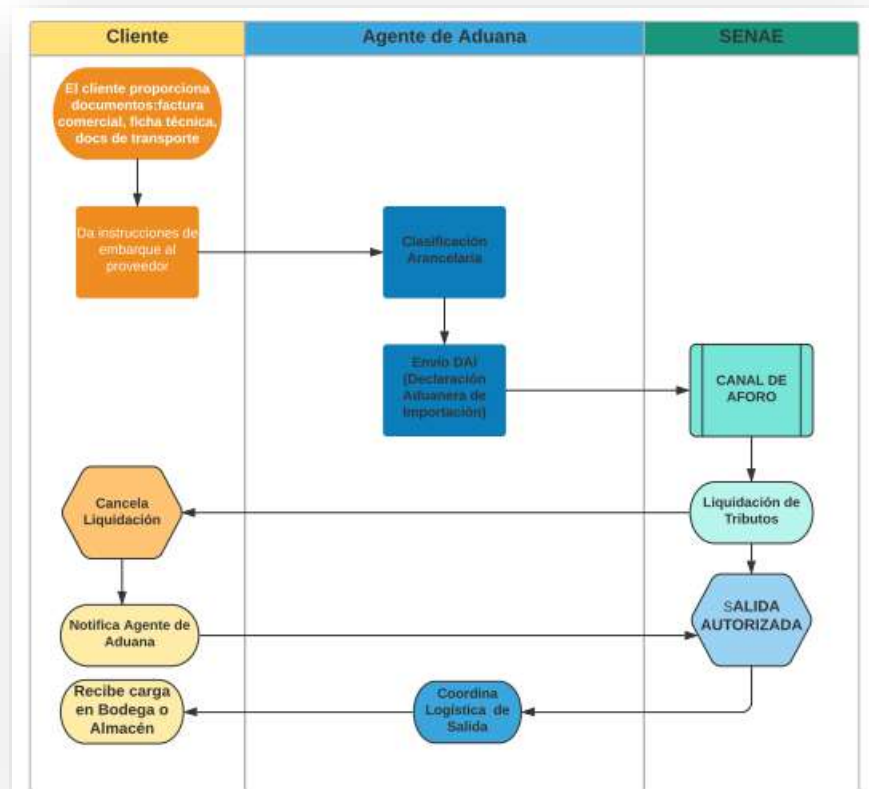 Cliente
Agente de Aduana
SENAE
El cliente proporciona
documentos:factura
comercial, ficha técnica,
docs de transporte
Da instrucciones de
embarque al
proveedor
Clasificación
Arancelaria
Envío DAI
(Declaración
Aduanera de
Importación)
CANAL DE
AFORO
Cancela
Liquidación
Liquidación de
Tributos
Notifica Agente de
Aduana
SALIDA
AUTORIZADA
Recibe carga
en Bodega o
Almacén
Coordina
Logística de
Salida